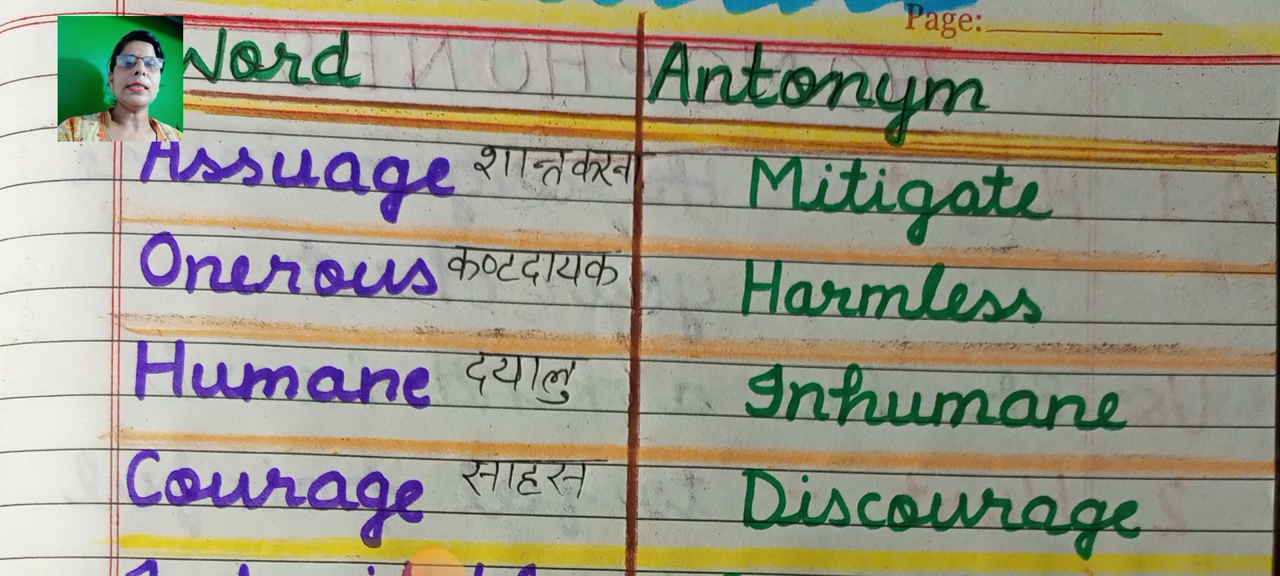 Page:
Word Antonym
Assuage शान्त करना Mitigate
Onerous कष्टदायक Harmless
Humane दयालु Inhumane
Courage साहस Discourage